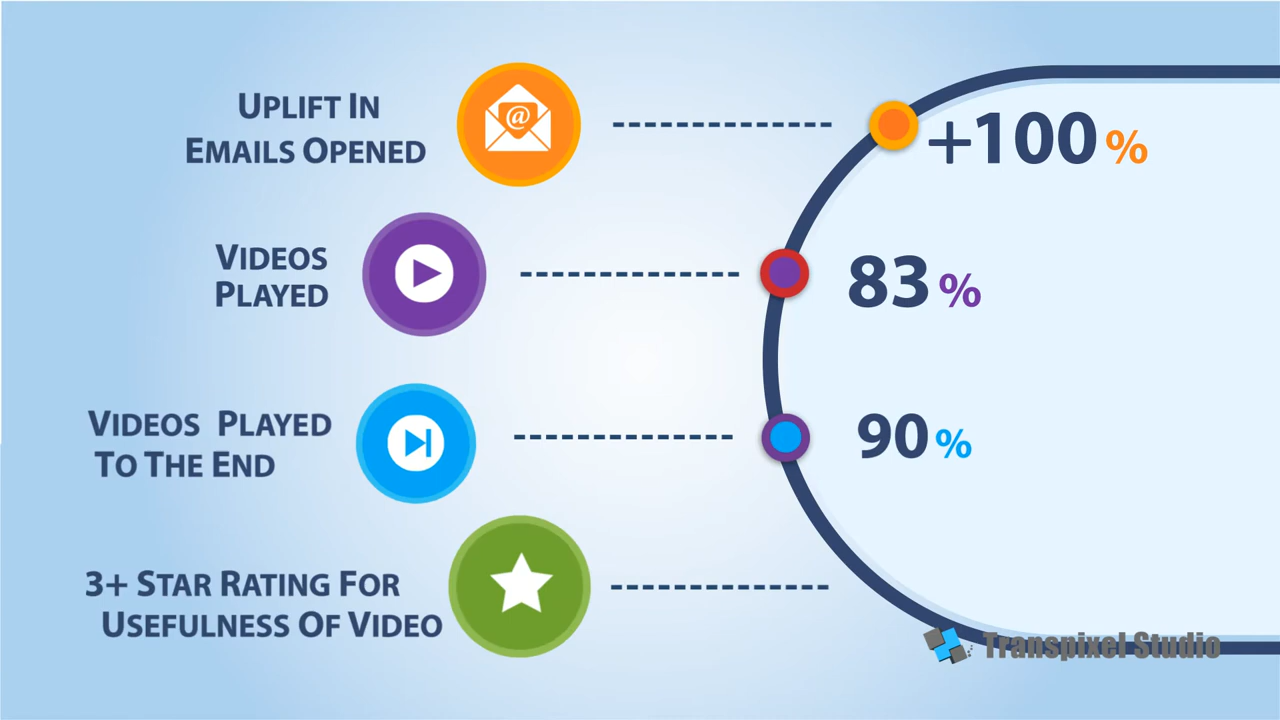 UPLIFT IN
EMAILS OPENED
@
+100 %
VIDEOS
PLAYED
83 %
VIDEOS PLAYED
TO THE END
90 %
3+ STAR RATING FOR
USEFULNESS OF VIDEO
Transpixel Studio